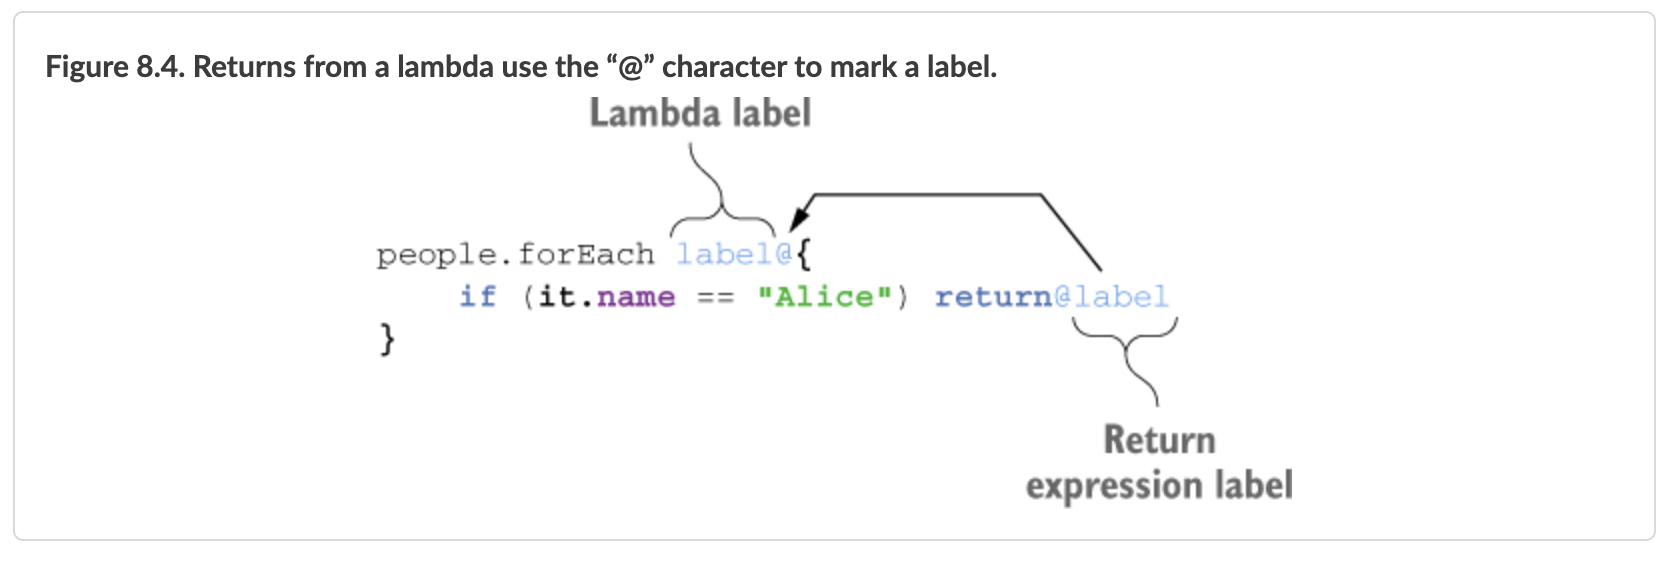 Figure 8.4. Returns from a lambda use the “@” character to mark a label.
Lambda label
people.forEach label@{
    if (it.name == "Alice") return@label
}
Return
expression label